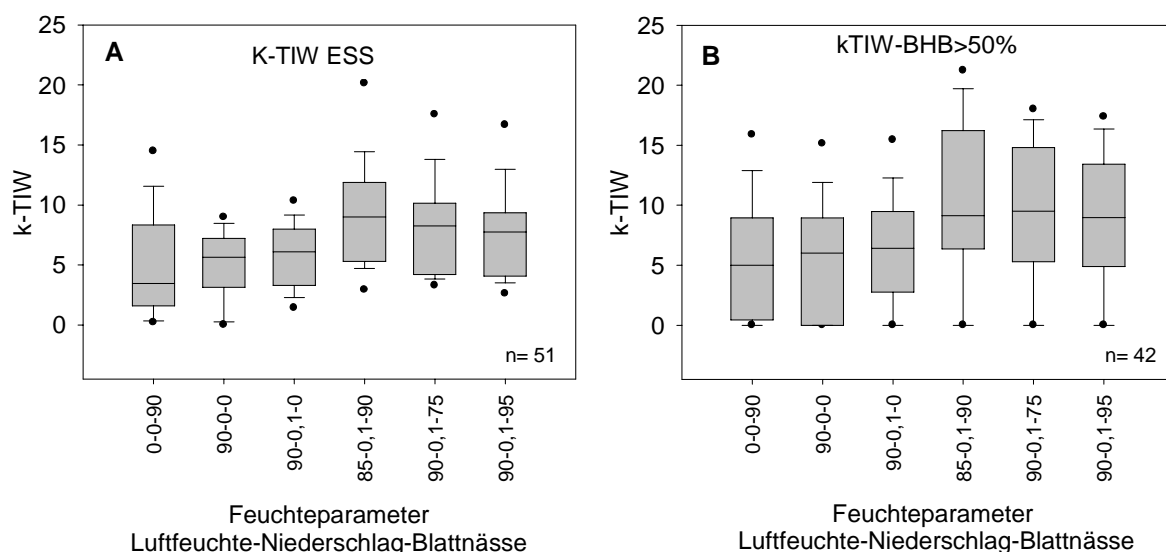 A
K-TIW ESS
25
20
15
10
5
0
k-TIW
n= 51
0-0-90
90-0-0
90-0,1-0
85-0,1-90
90-0,1-75
90-0,1-95
Feuchteparameter
Luftfeuchte-Niederschlag-Blattnässe
B
kTIW-BHB>50%
25
20
15
10
5
0
k-TIW
n= 42
0-0-90
90-0-0
90-0,1-0
85-0,1-90
90-0,1-75
90-0,1-95
Feuchteparameter
Luftfeuchte-Niederschlag-Blattnässe